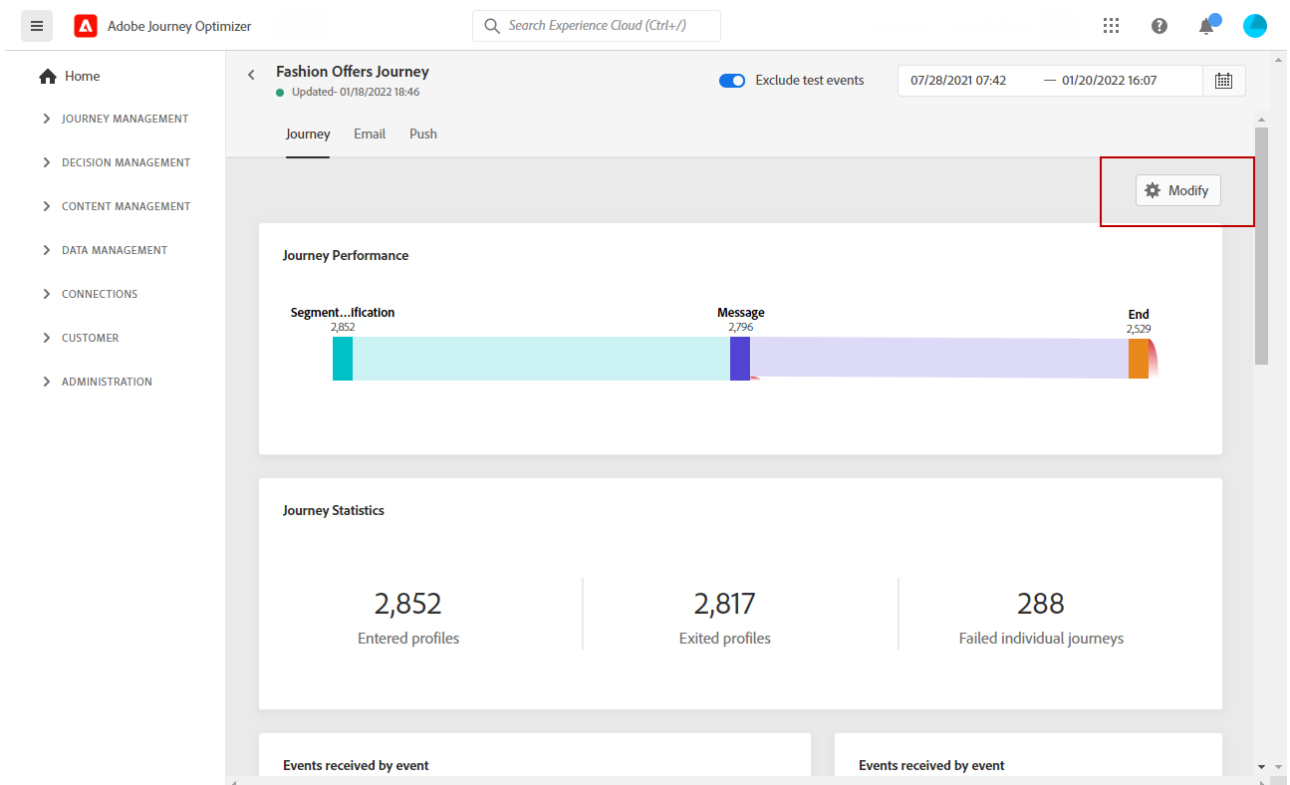 Adobe Journey Optimizer
Search Experience Cloud (Ctrl+/)
Home
JOURNEY MANAGEMENT
DECISION MANAGEMENT
CONTENT MANAGEMENT
DATA MANAGEMENT
CONNECTIONS
CUSTOMER
ADMINISTRATION
Fashion Offers Journey
Updated- 01/18/2022 18:46
Exclude test events
07/28/2021 07:42 — 01/20/2022 16:07
Journey Email Push
Modify
Journey Performance
Segment...ification
2,852
Message
2,796
End
2,529
Journey Statistics
2,852
Entered profiles
2,817
Exited profiles
288
Failed individual journeys
Events received by event
Events received by event